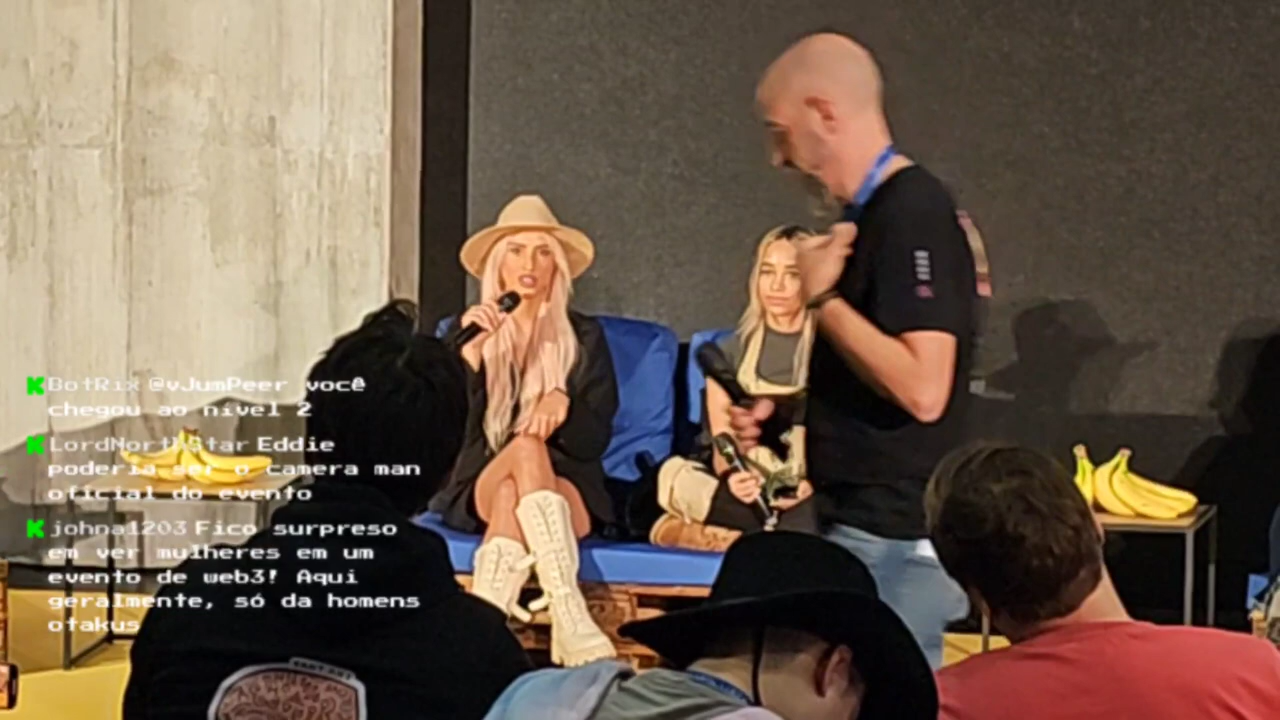 BotRix @vJumPeer você
chegou ao nível 2
LordNorthStar Eddie
poderia ser o camera man
oficial do evento
johna1203 Fico surpreso
em ver mulheres em um
evento de web3! Aqui
geralmente, só da homens
otakus